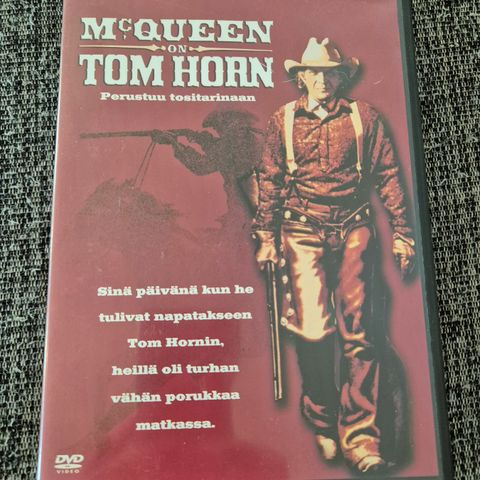 McQUEEN
ON
TOM HORN
Perustuu tositarinaan
Sinä päivänä kun he
tulivat napatakseen
Tom Hornin,
heillä oli turhan
vähän porukkaa
matkassa.
DVD
VIDEO